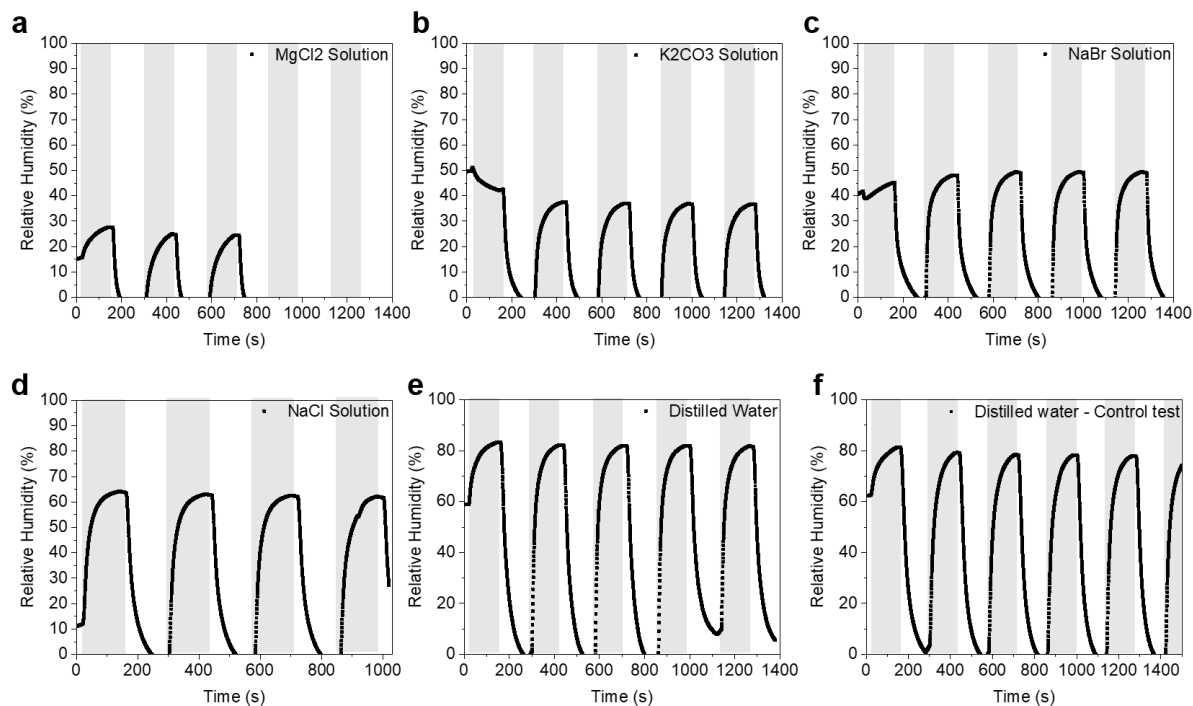 a
100
90
80
70
60
50
40
30
20
10
0
Relative Humidity (%)
MgCl2 Solution
0 200 400 600 800 1000 1200 1400
Time (s)
b
100
90
80
70
60
50
40
30
20
10
0
Relative Humidity (%)
K2CO3 Solution
0 200 400 600 800 1000 1200 1400
Time (s)
c
100
90
80
70
60
50
40
30
20
10
0
Relative Humidity (%)
NaBr Solution
0 200 400 600 800 1000 1200 1400
Time (s)
d
100
90
80
70
60
50
40
30
20
10
0
Relative Humidity (%)
NaCl Solution
0 200 400 600 800 1000
Time (s)
e
100
80
60
40
20
0
Relative Humidity (%)
Distilled Water
0 200 400 600 800 1000 1200 1400
Time (s)
f
100
80
60
40
20
0
Relative Humidity (%)
Distilled water - Control test
0 200 400 600 800 1000 1200 1400
Time (s)